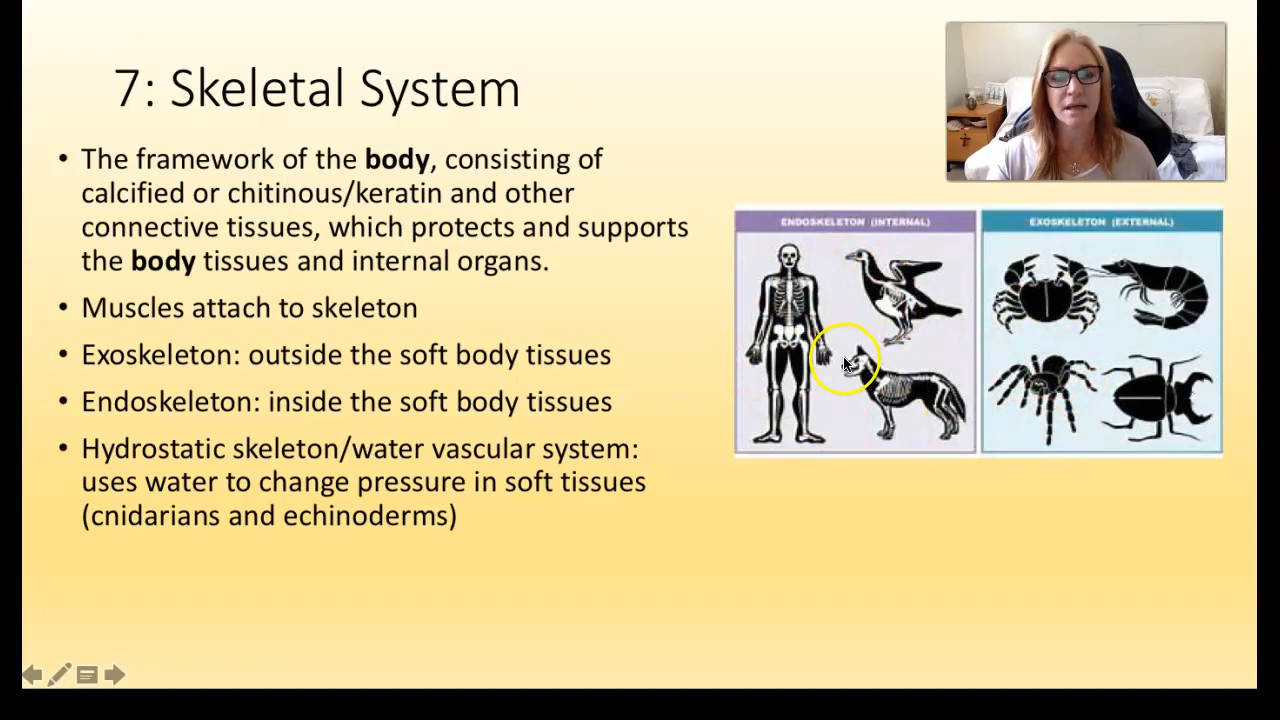 7: Skeletal System
• The framework of the body, consisting of
calcified or chitinous/keratin and other
connective tissues, which protects and supports
the body tissues and internal organs.
• Muscles attach to skeleton
• Exoskeleton: outside the soft body tissues
• Endoskeleton: inside the soft body tissues
• Hydrostatic skeleton/water vascular system:
uses water to change pressure in soft tissues
(cnidarians and echinoderms)
ENDOSKELETON (INTERNAL)
EXOSKELETON (EXTERNAL)